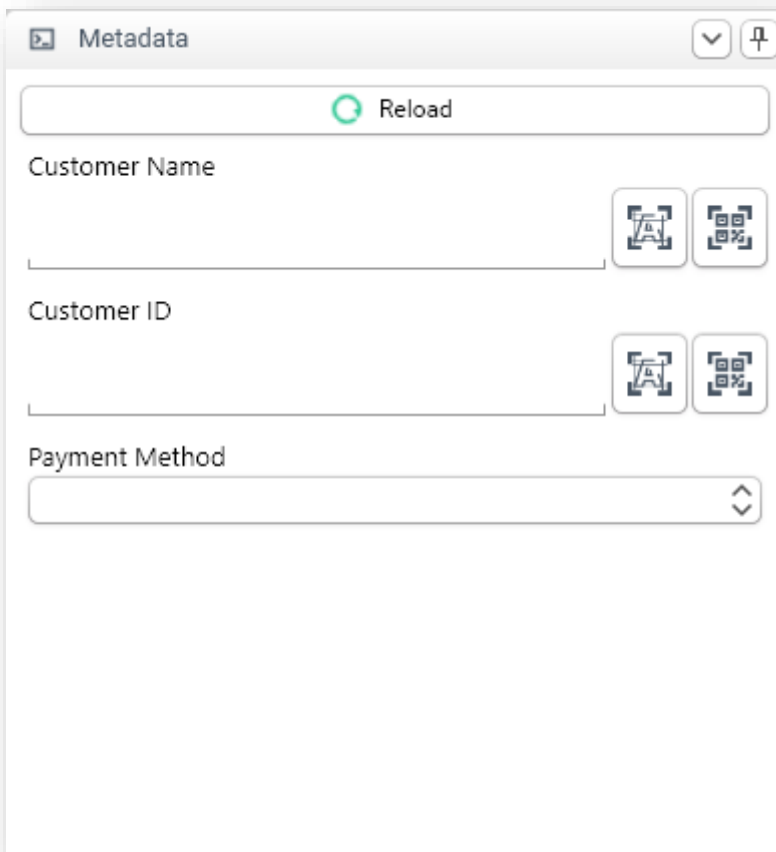 Metadata
Reload
Customer Name
Customer ID
Payment Method